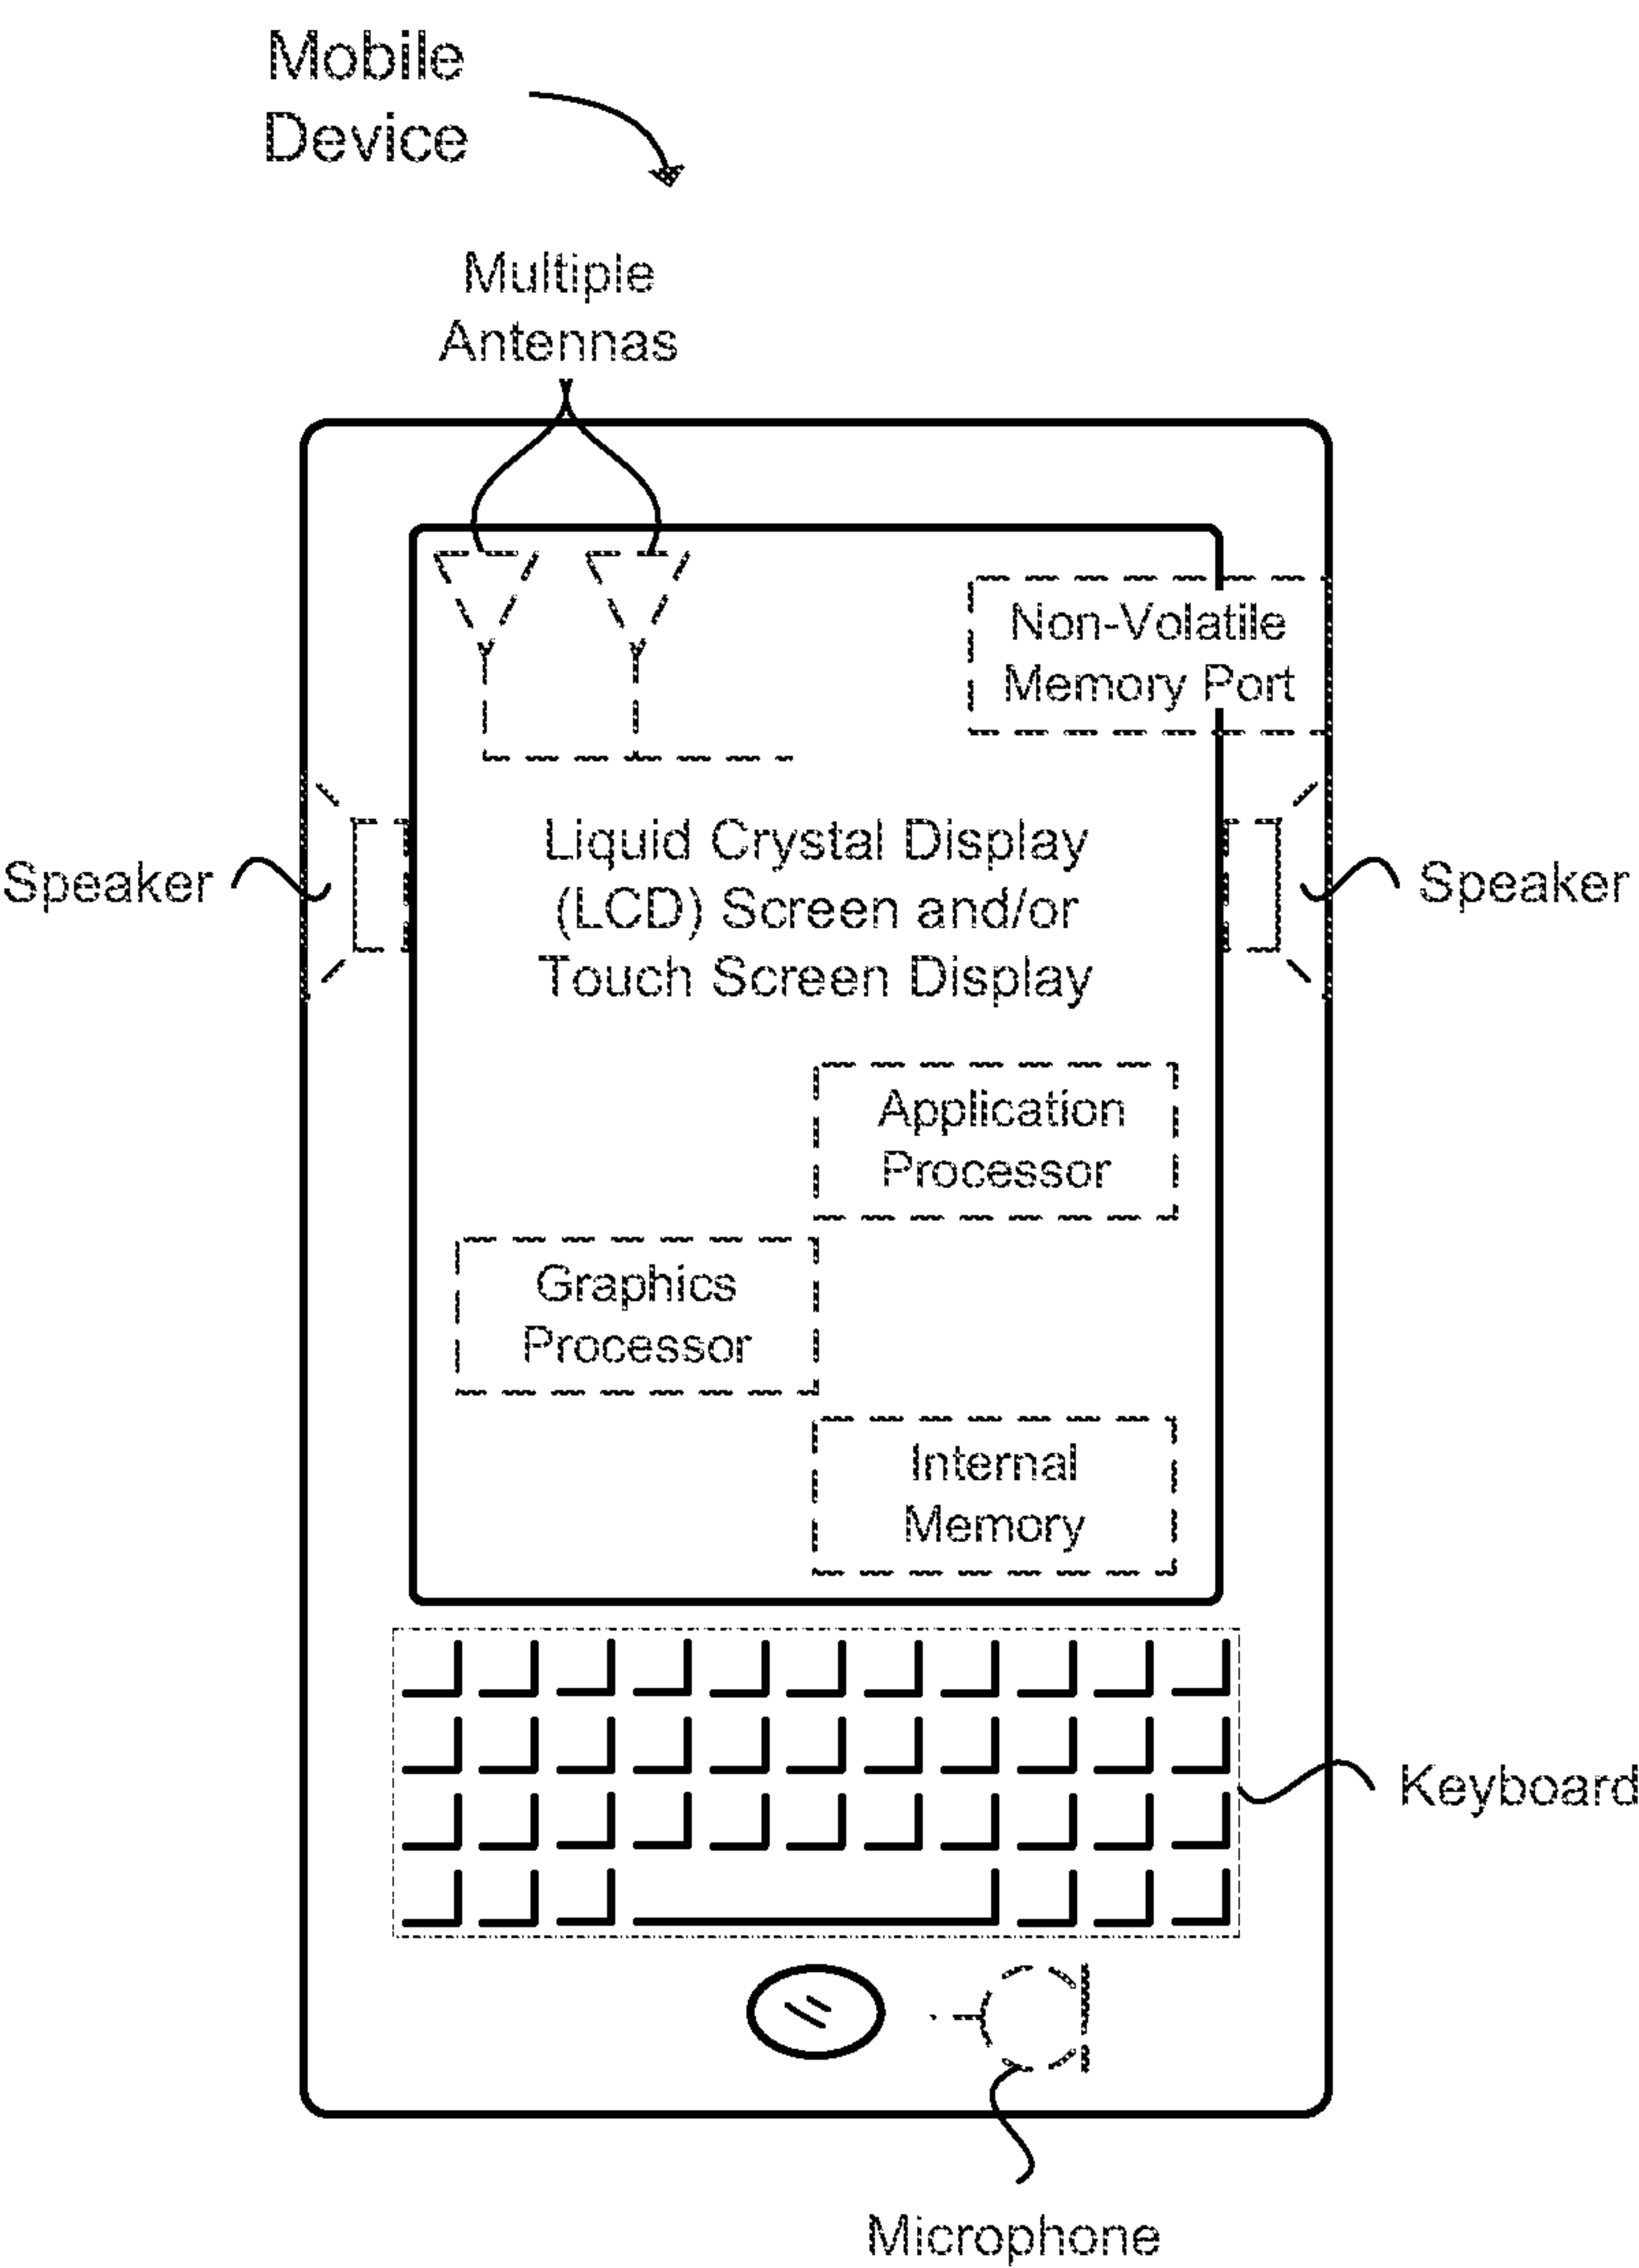 Mobile
Device
Multiple
Antennas
Non-Volatile
Memory Port
Speaker
Liquid Crystal Display
(LCD) Screen and/or
Touch Screen Display
Speaker
Application
Processor
Graphics
Processor
Internal
Memory
Keyboard
Microphone